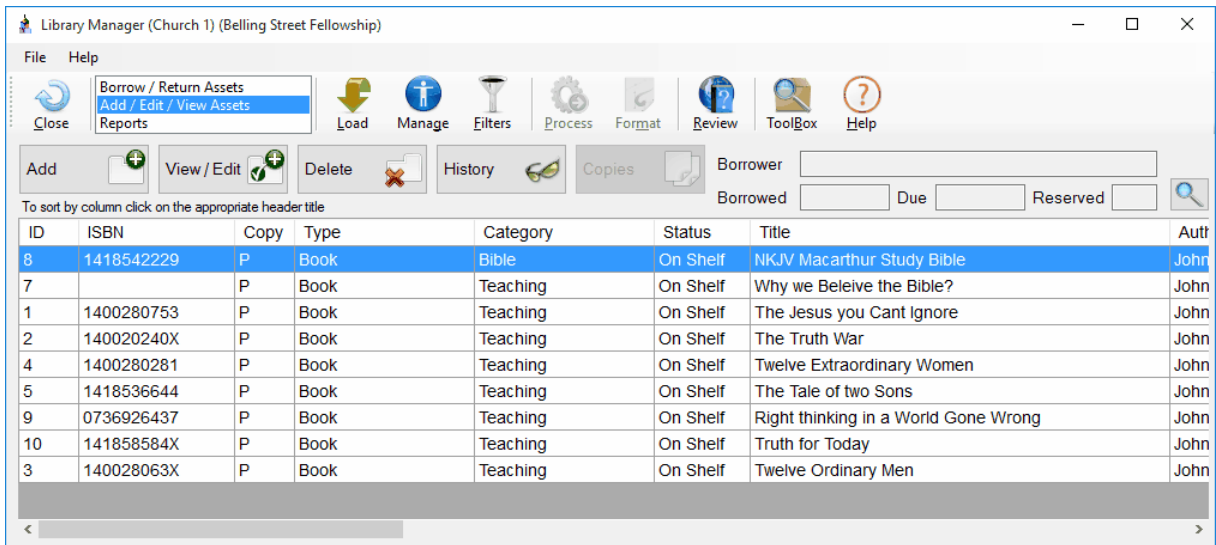 Library Manager (Church 1) (Belling Street Fellowship)
File Help
Close
Borrow / Return Assets
Add / Edit / View Assets
Reports
Load Manage Filters Process Format Review ToolBox Help
Add View / Edit Delete History Copies Borrower
Borrowed Due Reserved
To sort by column click on the appropriate header title
ID ISBN Copy Type Category Status Title Auth
8 1418542229 P Book Bible On Shelf NKJV Macarthur Study Bible John
7 P Book Teaching On Shelf Why we Beleive the Bible? John
1 1400280753 P Book Teaching On Shelf The Jesus you Cant Ignore John
2 140020240X P Book Teaching On Shelf The Truth War John
4 1400280281 P Book Teaching On Shelf Twelve Extraordinary Women John
5 1418536644 P Book Teaching On Shelf The Tale of two Sons John
9 0736926437 P Book Teaching On Shelf Right thinking in a World Gone Wrong John
10 141858584X P Book Teaching On Shelf Truth for Today John
3 140028063X P Book Teaching On Shelf Twelve Ordinary Men John